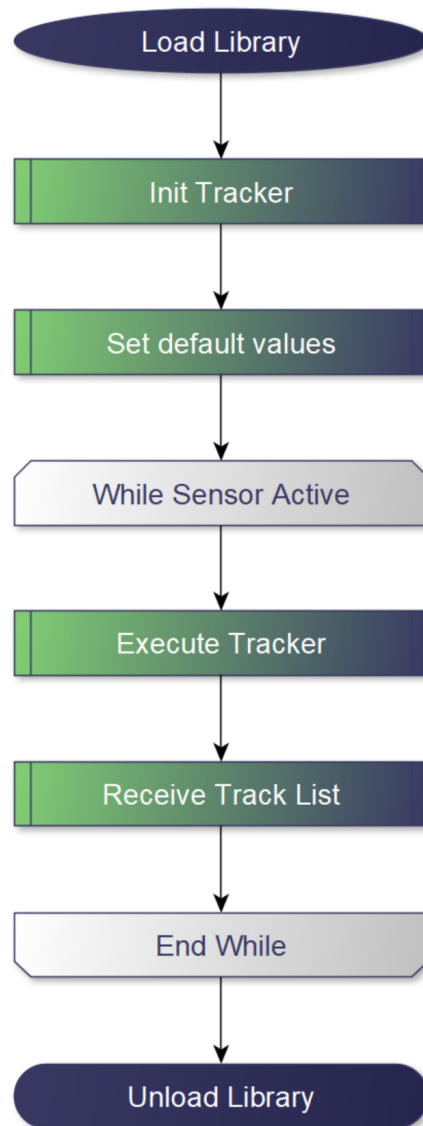 Load Library
Init Tracker
Set default values
While Sensor Active
Execute Tracker
Receive Track List
End While
Unload Library